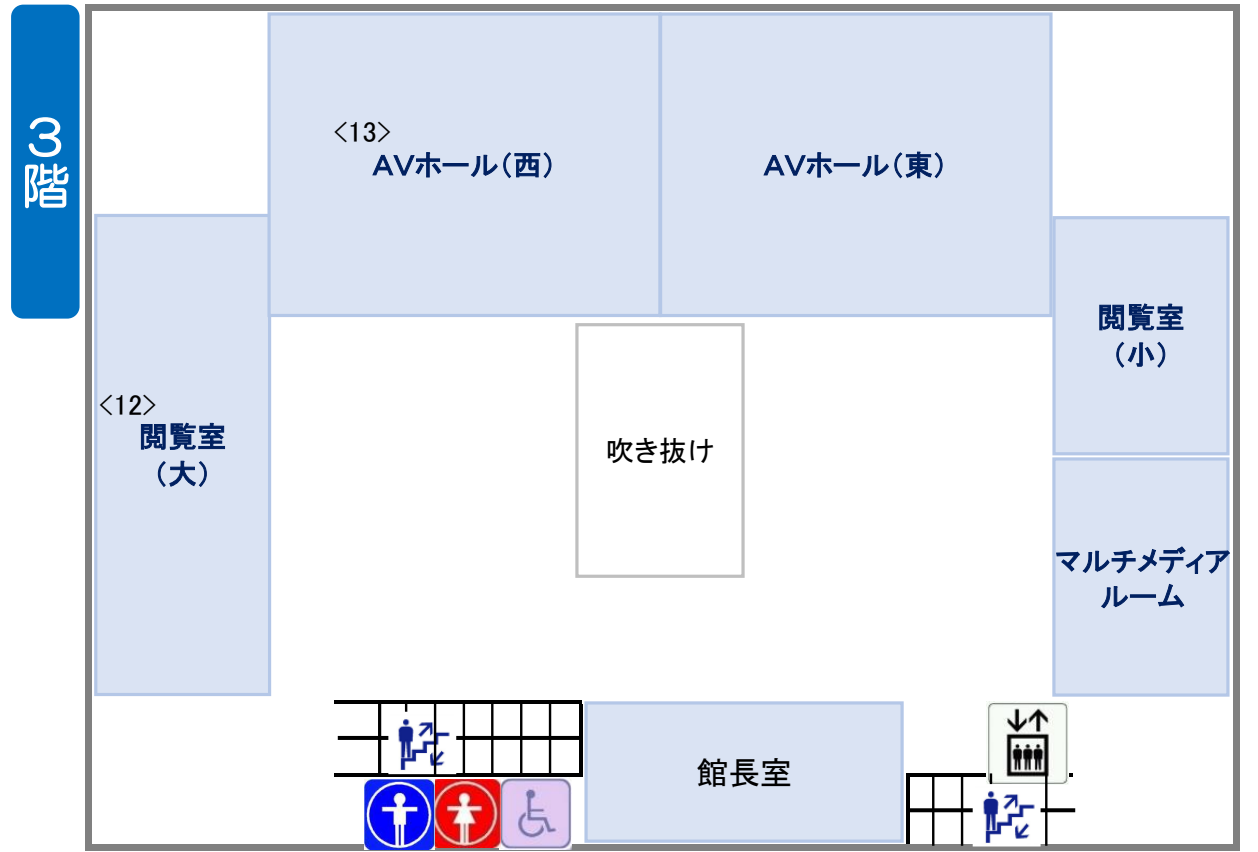 3階
<13>
AVホール(西)
AVホール(東)
閲覧室
(小)
<12>
閲覧室
(大)
吹き抜け
マルチメディア
ルーム
館長室